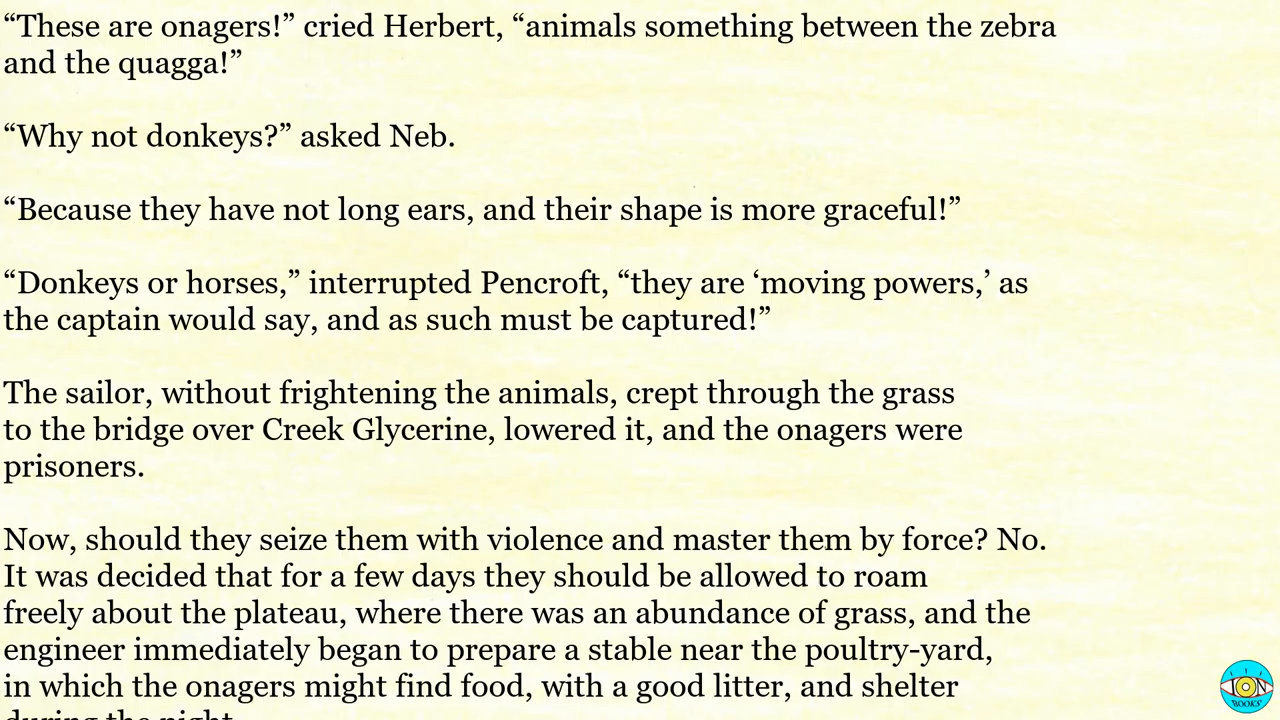 “These are onagers!” cried Herbert, “animals something between the zebra
and the quagga!”
“Why not donkeys?” asked Neb.
“Because they have not long ears, and their shape is more graceful!”
“Donkeys or horses,” interrupted Pencroft, “they are ‘moving powers,’ as
the captain would say, and as such must be captured!”
The sailor, without frightening the animals, crept through the grass
to the bridge over Creek Glycerine, lowered it, and the onagers were
prisoners.
Now, should they seize them with violence and master them by force? No.
It was decided that for a few days they should be allowed to roam
freely about the plateau, where there was an abundance of grass, and the
engineer immediately began to prepare a stable near the poultry-yard,
in which the onagers might find food, with a good litter, and shelter
during the night
ION
BOOKS